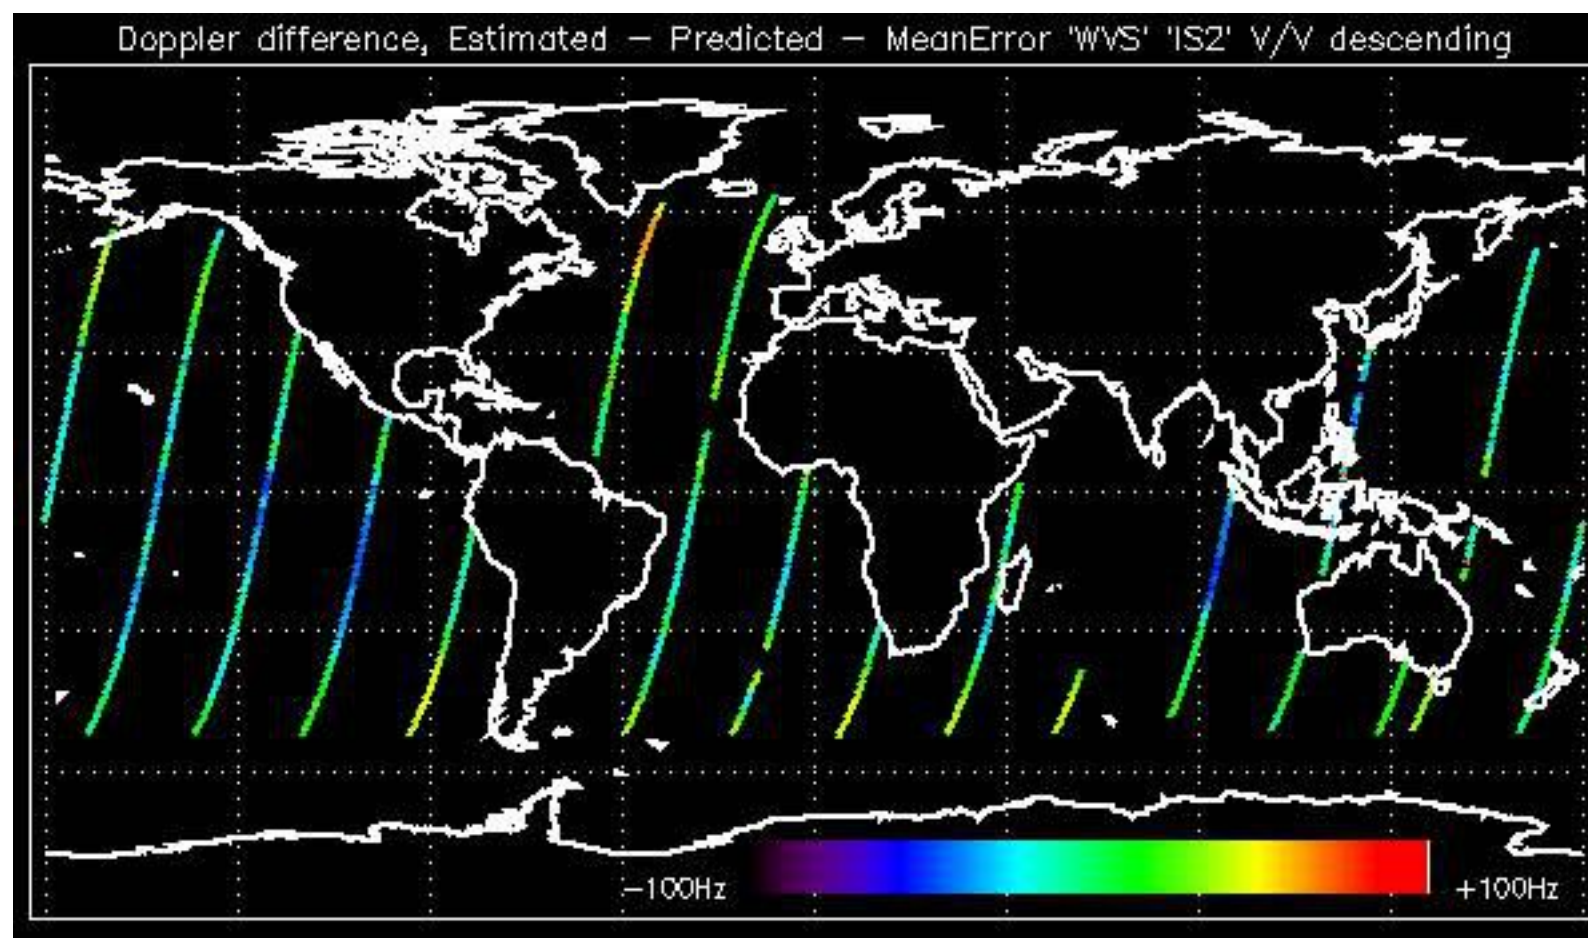 Doppler difference, Estimated – Predicted – MeanError 'WVS' 'IS2' V/V descending
−100Hz
+100Hz